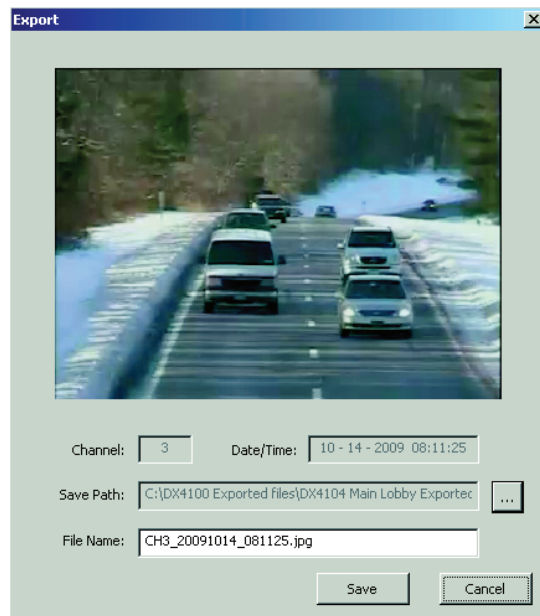 Export
Channel: 3 Date/Time: 10 - 14 - 2009 08:11:25
Save Path: C:\DX4100 Exported files\DX4104 Main Lobby Exported ...
File Name: CH3_20091014_081125.jpg
Save Cancel